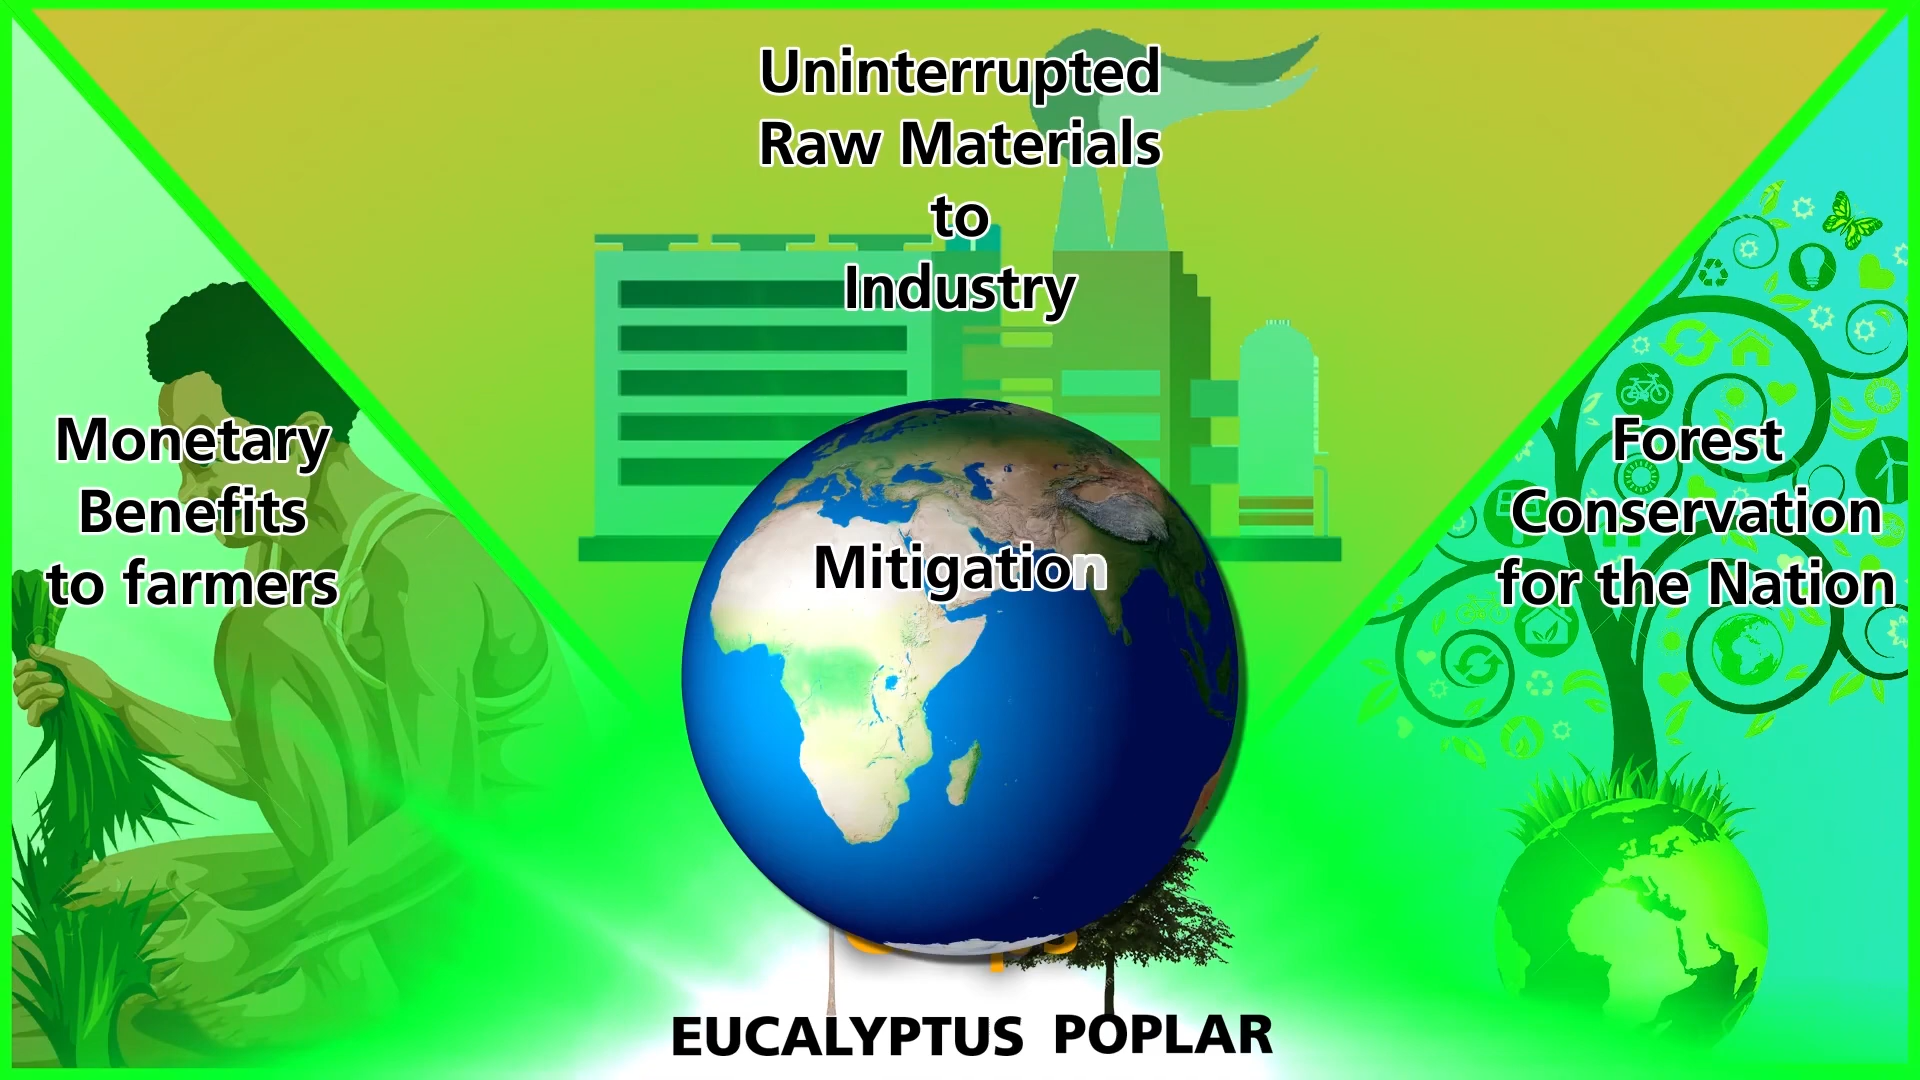 Uninterrupted
Raw Materials
to
Industry
Monetary
Benefits
to farmers
Forest
Conservation
for the Nation
Mitigation
EUCALYPTUS POPLAR